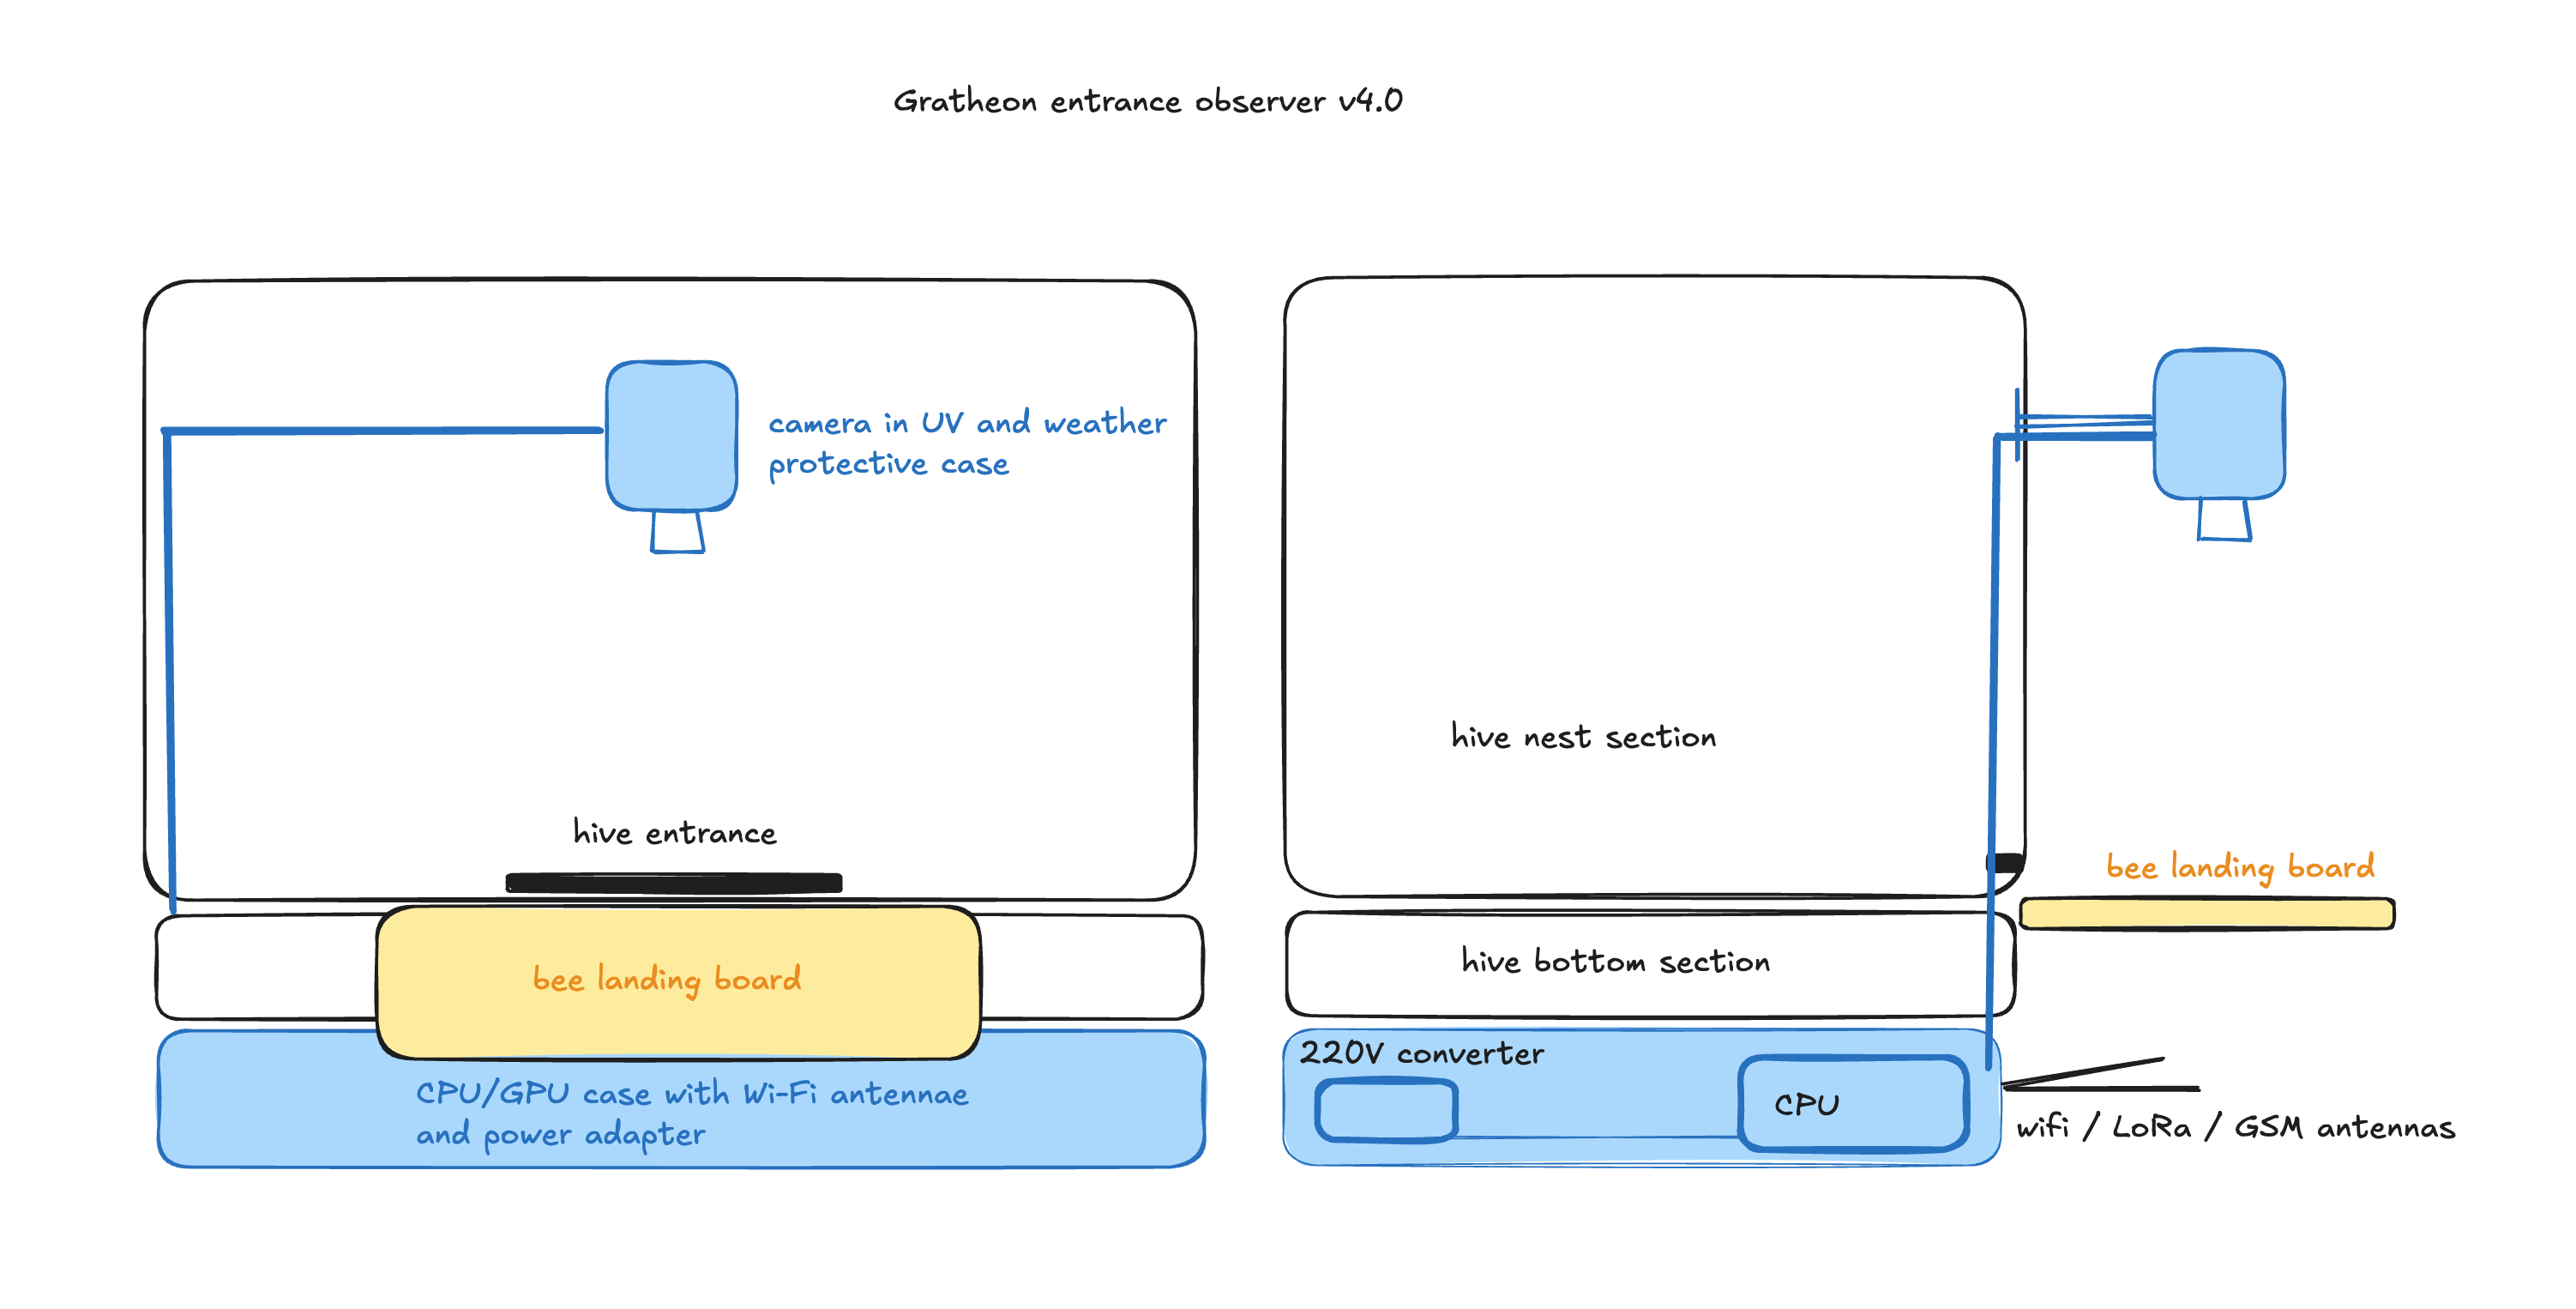 Gratheon entrance observer v4.0
camera in UV and weather
protective case
hive entrance
bee landing board
CPU/GPU case with Wi-Fi antennae
and power adapter
hive nest section
bee landing board
hive bottom section
220V converter
CPU
wifi / LoRa / GSM antennas